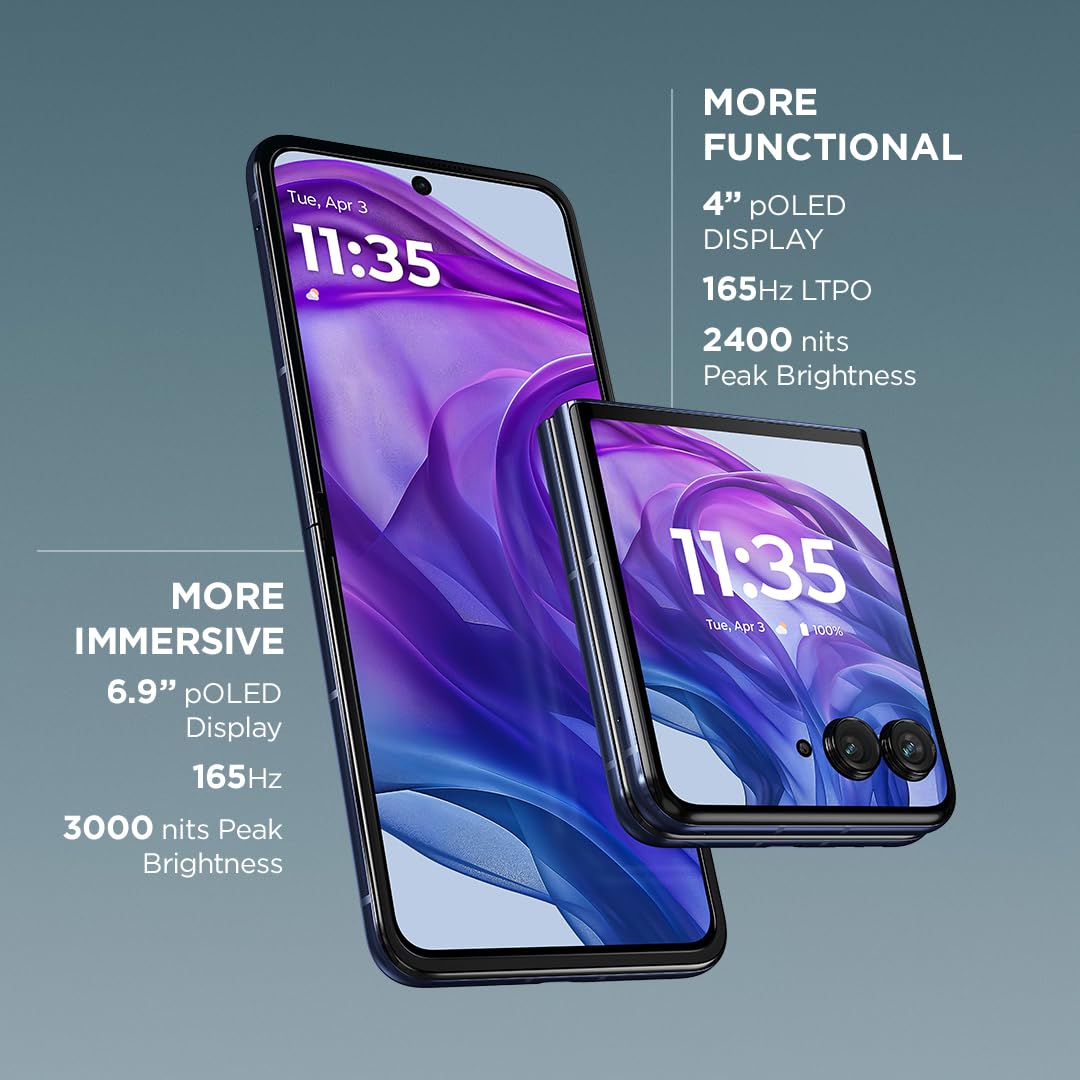 MORE
FUNCTIONAL
4” pOLED
DISPLAY
165Hz LTPO
2400 nits
Peak Brightness
Tue, Apr 3
11:35
11:35
Tue, Apr 3 100%
MORE
IMMERSIVE
6.9” pOLED
Display
165Hz
3000 nits Peak
Brightness